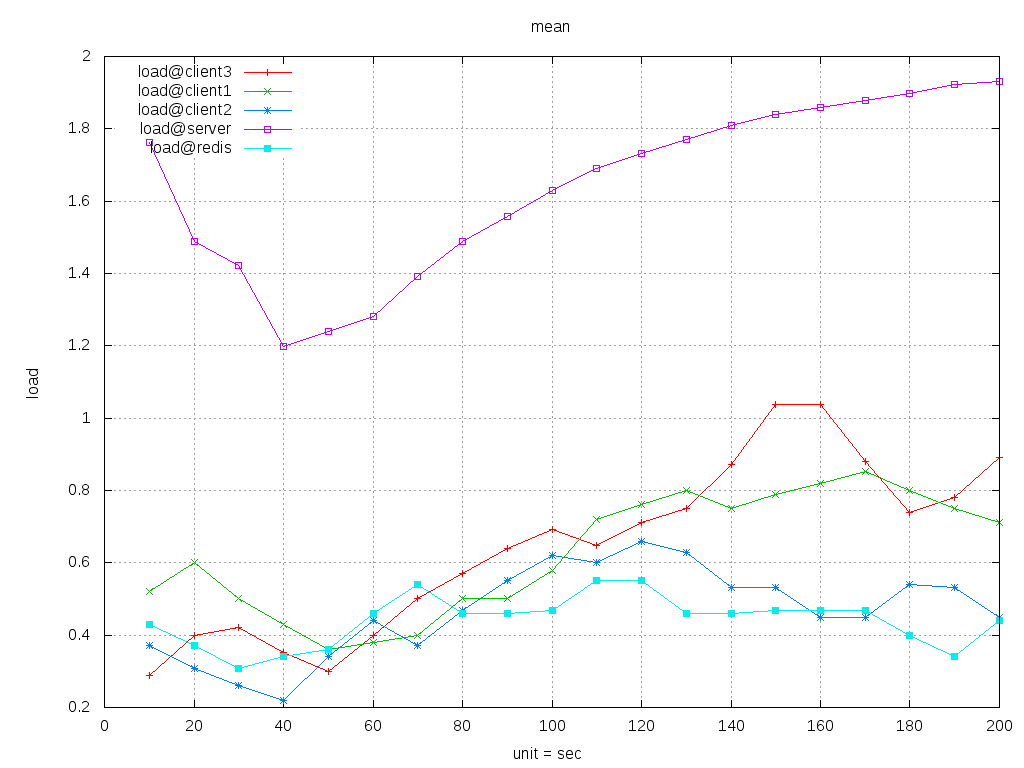 mean
load@client3
load@client1
load@client2
load@server
load@redis
2
1.8
1.6
1.4
1.2
1
0.8
0.6
0.4
0.2
load
0 20 40 60 80 100 120 140 160 180 200
unit = sec